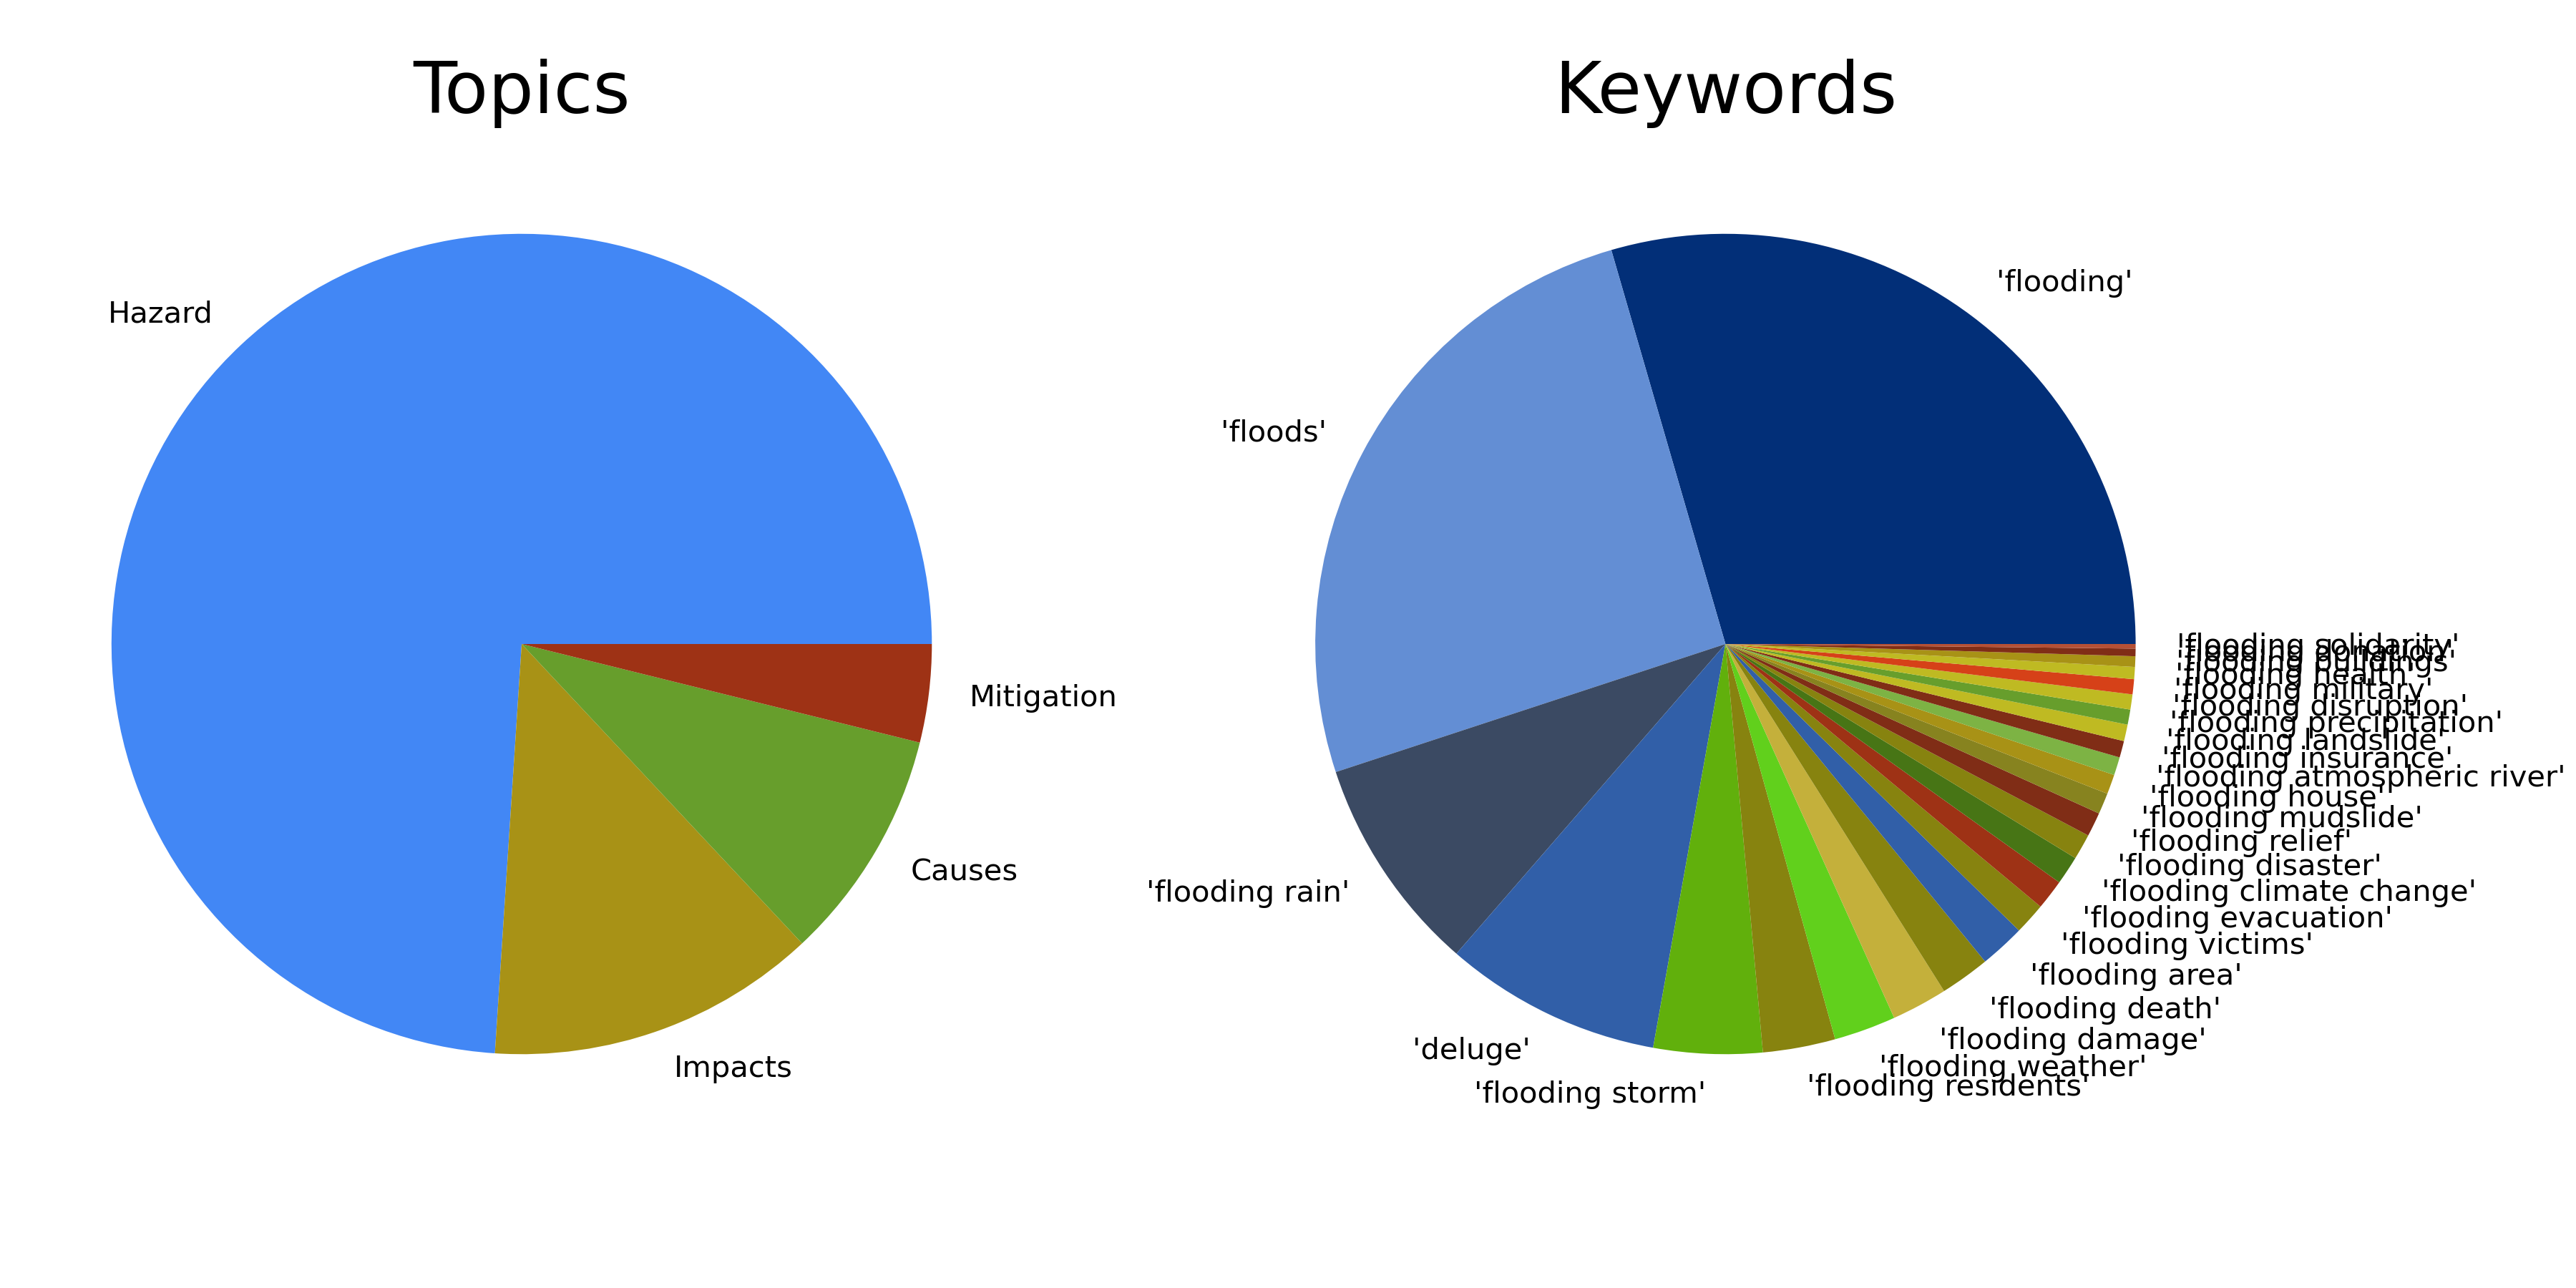 Topics
Keywords
Hazard
Mitigation
Causes
Impacts
'flooding'
'floods'
'flooding rain'
'deluge'
'flooding storm'
'flooding residents'
'flooding weather'
'flooding damage'
'flooding death'
'flooding area'
'flooding victims'
'flooding evacuation'
'flooding climate change'
'flooding disaster'
'flooding relief'
'flooding mudslide'
'flooding house'
'flooding atmospheric river'
'flooding insurance'
'flooding landslide'
'flooding precipitation'
'flooding disruption'
'flooding military'
'flooding health'
'flooding buildings'
'flooding donation'
'flooding solidarity'